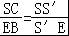 SC/EB = SS′/S′ E